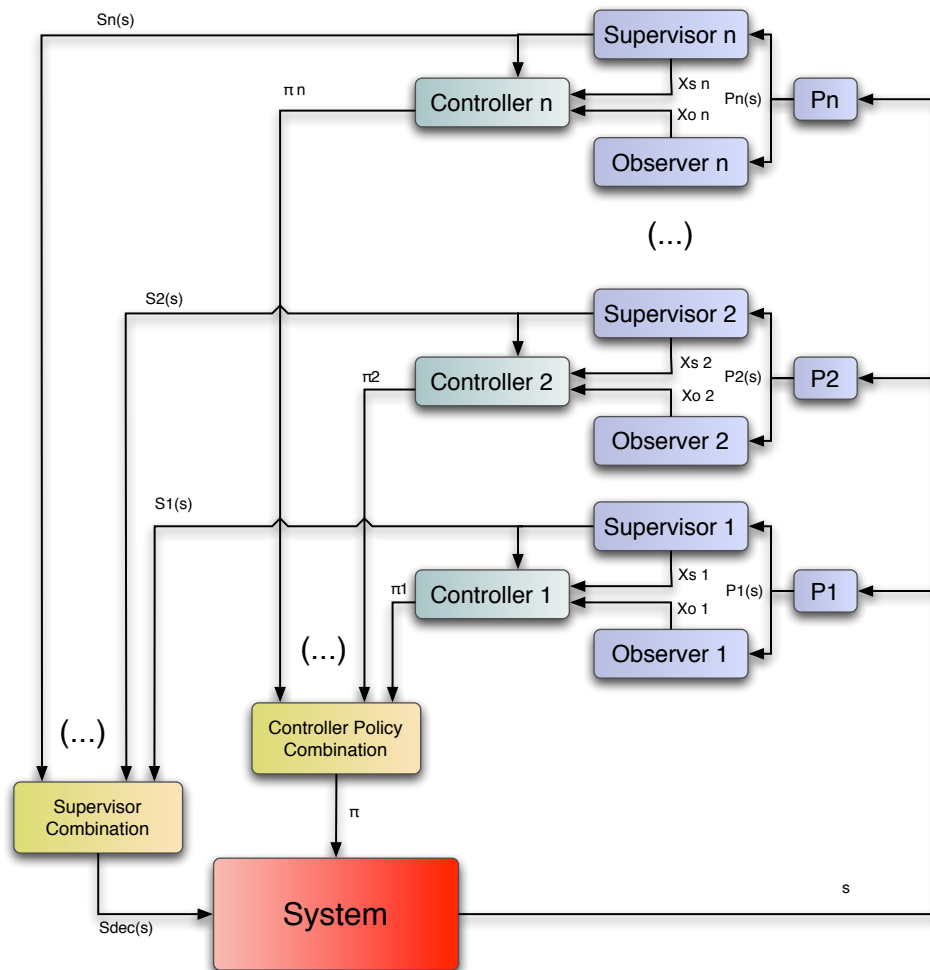 Sn(s)
Supervisor n
π n
Controller n
Xs n
Pn(s)
Pn
Xo n
Observer n
(...)
S2(s)
Supervisor 2
π2
Controller 2
Xs 2
P2(s)
P2
Xo 2
Observer 2
S1(s)
Supervisor 1
π1
Controller 1
Xs 1
P1(s)
P1
Xo 1
Observer 1
(...)
(...)
Controller Policy
Combination
Supervisor
Combination
π
System
s
Sdec(s)